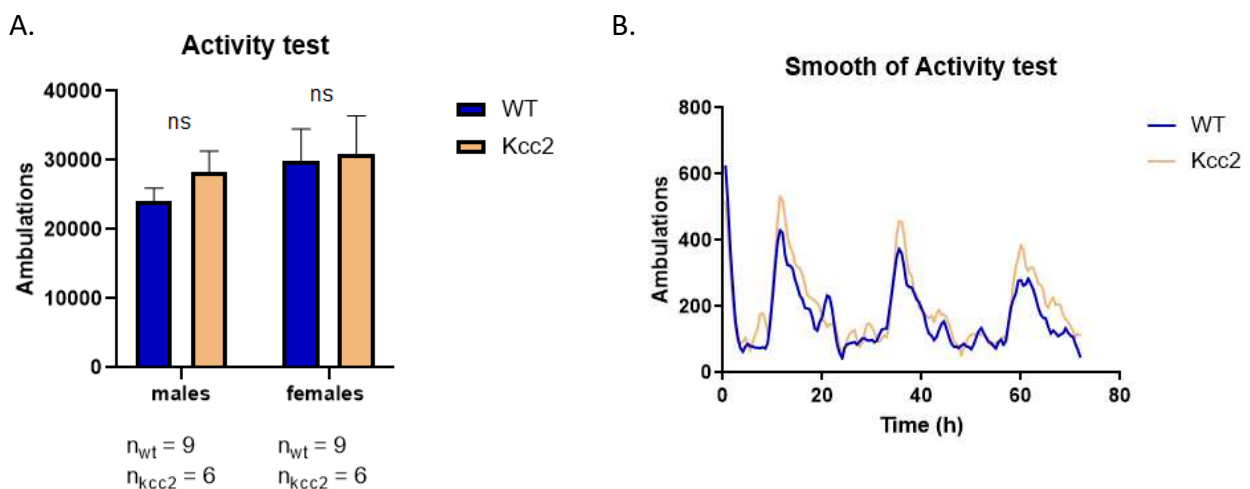 A.
Activity test
40000
30000
20000
10000
0
Ambulations
ns
ns
males
females
WT
Kcc2
nwt = 9
nkcc2 = 6
nwt = 9
nkcc2 = 6
B.
Smooth of Activity test
800
600
400
200
0
Ambulations
0
20
40
60
80
Time (h)
WT
Kcc2